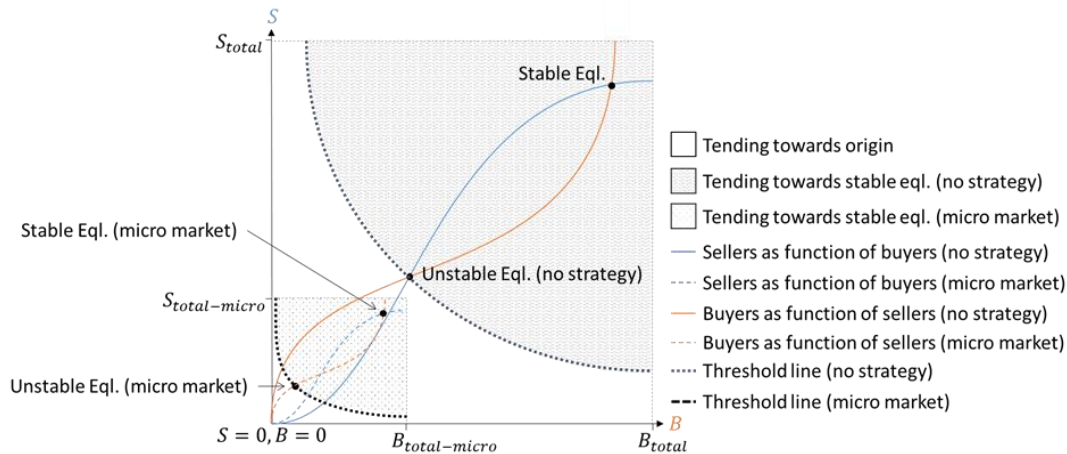 S
S_total
Stable Eql.
Tending towards origin
Tending towards stable eql. (no strategy)
Tending towards stable eql. (micro market)
Stable Eql. (micro market)
Sellers as function of buyers (no strategy)
Unstable Eql. (no strategy)
Sellers as function of buyers (micro market)
S_total−micro
Buyers as function of sellers (no strategy)
Buyers as function of sellers (micro market)
Threshold line (no strategy)
Unstable Eql. (micro market)
Threshold line (micro market)
S = 0, B = 0
B_total−micro
B_total
B